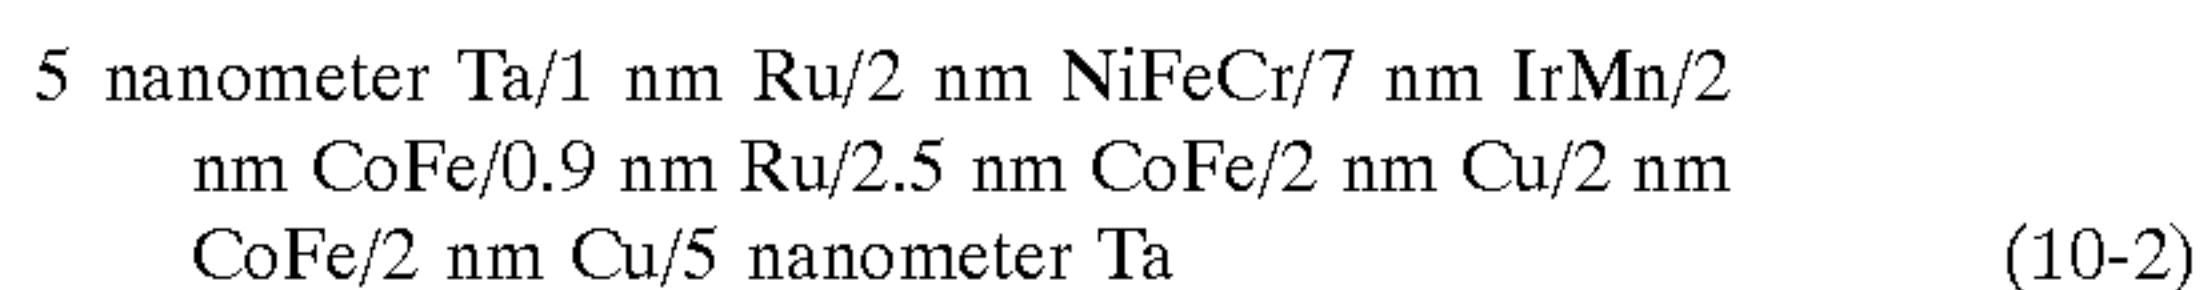 5 nanometer Ta/1 nm Ru/2 nm NiFeCr/7 nm IrMn/2
nm CoFe/0.9 nm Ru/2.5 nm CoFe/2 nm Cu/2 nm
CoFe/2 nm Cu/5 nanometer Ta (10-2)